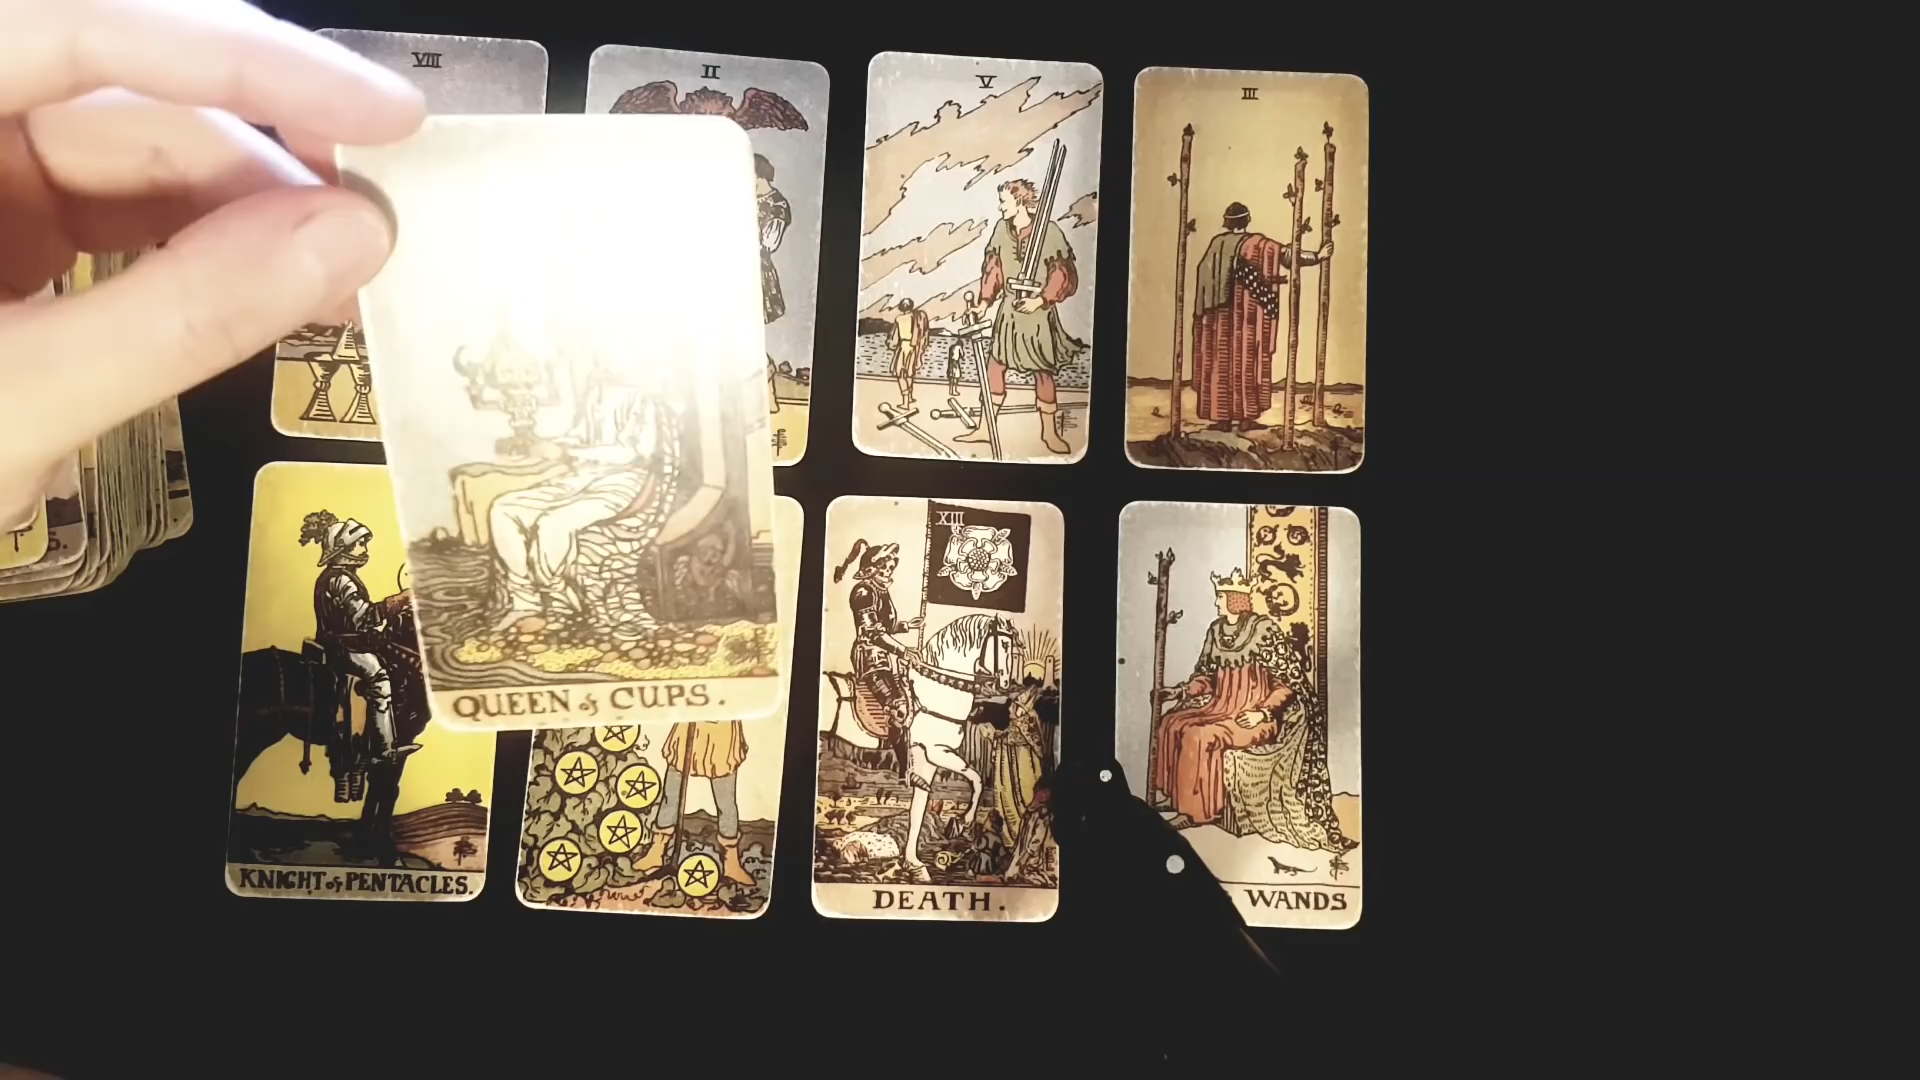 VIII
II
V
III
QUEEN of CUPS.
XIII
KNIGHT of PENTACLES.
DEATH.
WANDS